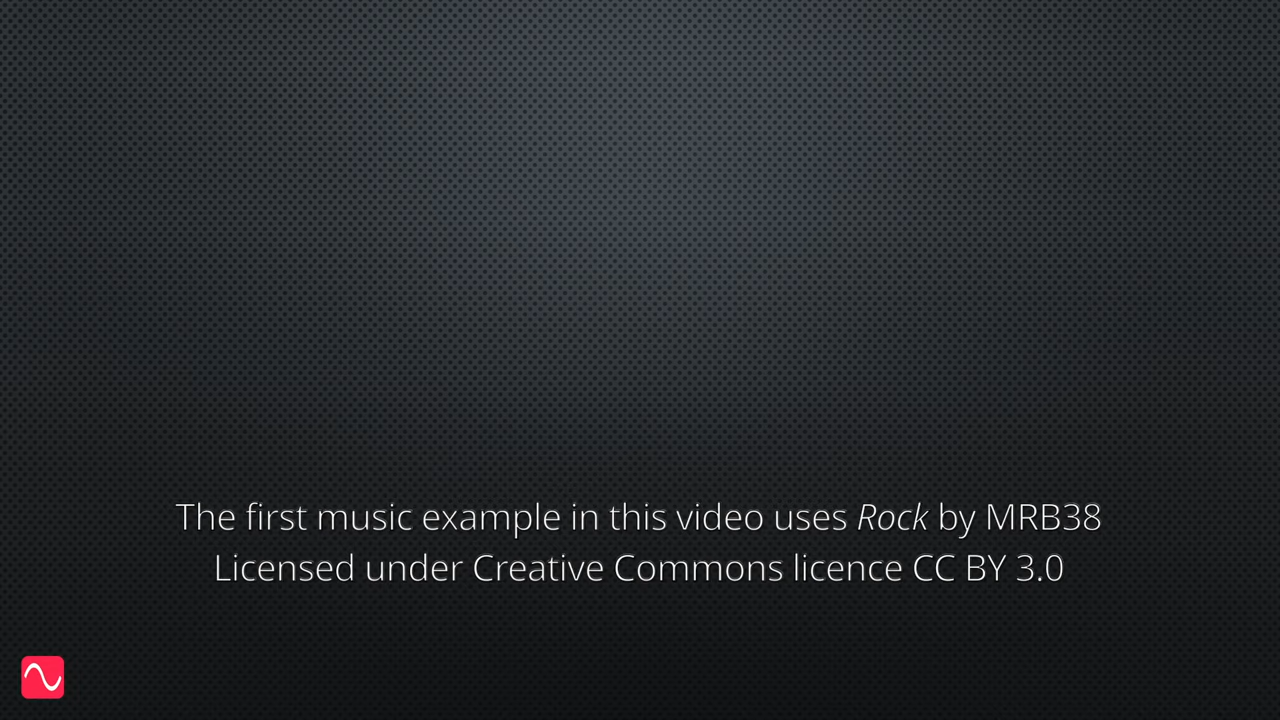 The first music example in this video uses Rock by MRB38
Licensed under Creative Commons licence CC BY 3.0